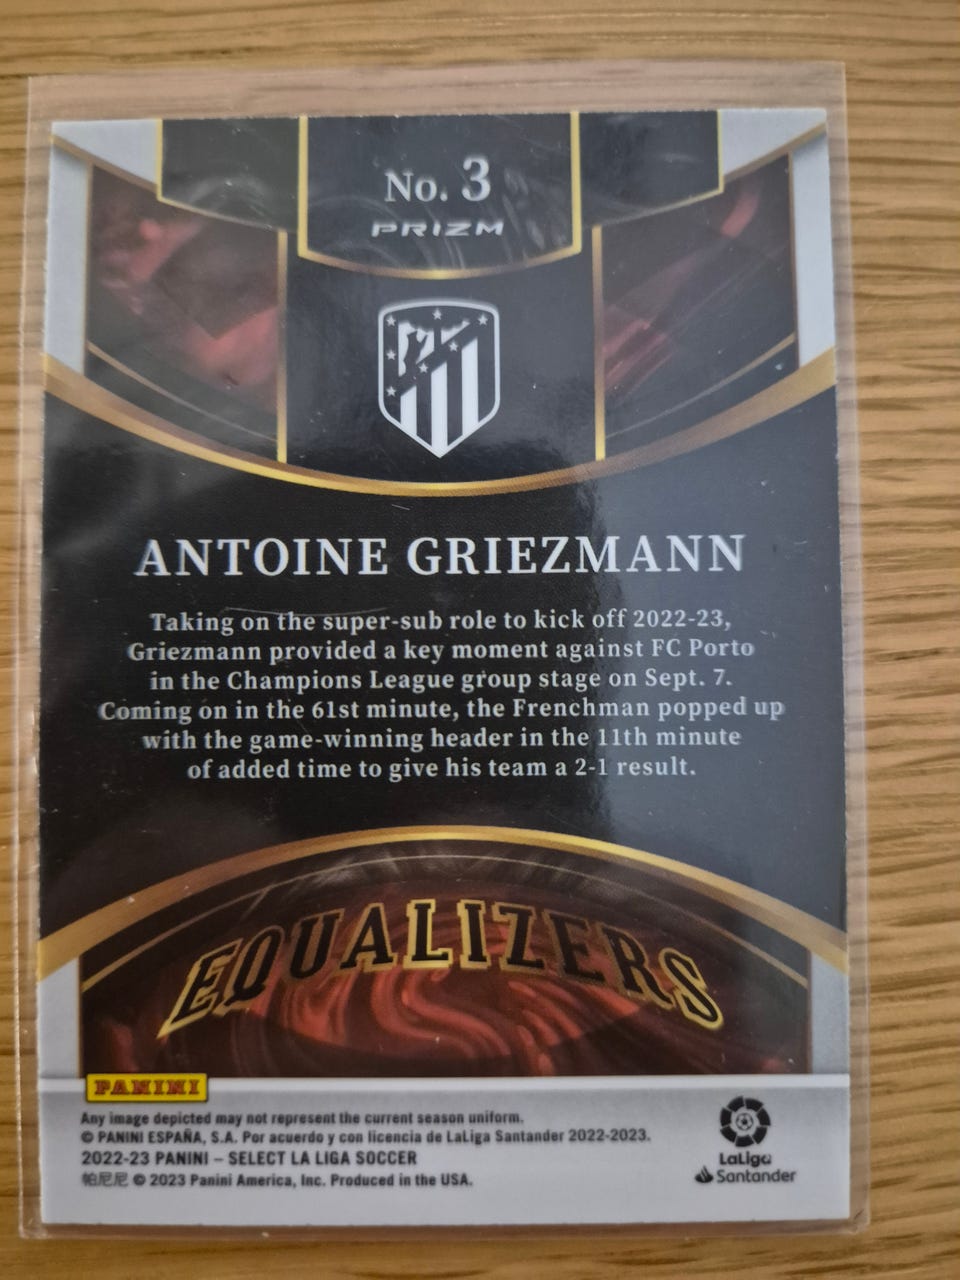 No. 3
PRIZM
ANTOINE GRIEZMANN
Taking on the super-sub role to kick off 2022-23,
Griezmann provided a key moment against FC Porto
in the Champions League group stage on Sept. 7.
Coming on in the 61st minute, the Frenchman popped up
with the game-winning header in the 11th minute
of added time to give his team a 2-1 result.
EQUALIZERS
PANINI
Any image depicted may not represent the current season uniform.
© PANINI ESPAÑA, S.A. Por acuerdo y con licencia de LaLiga Santander 2022-2023.
2022-23 PANINI – SELECT LA LIGA SOCCER
帕尼尼 © 2023 Panini America, Inc. Produced in the USA.
LaLiga
Santander